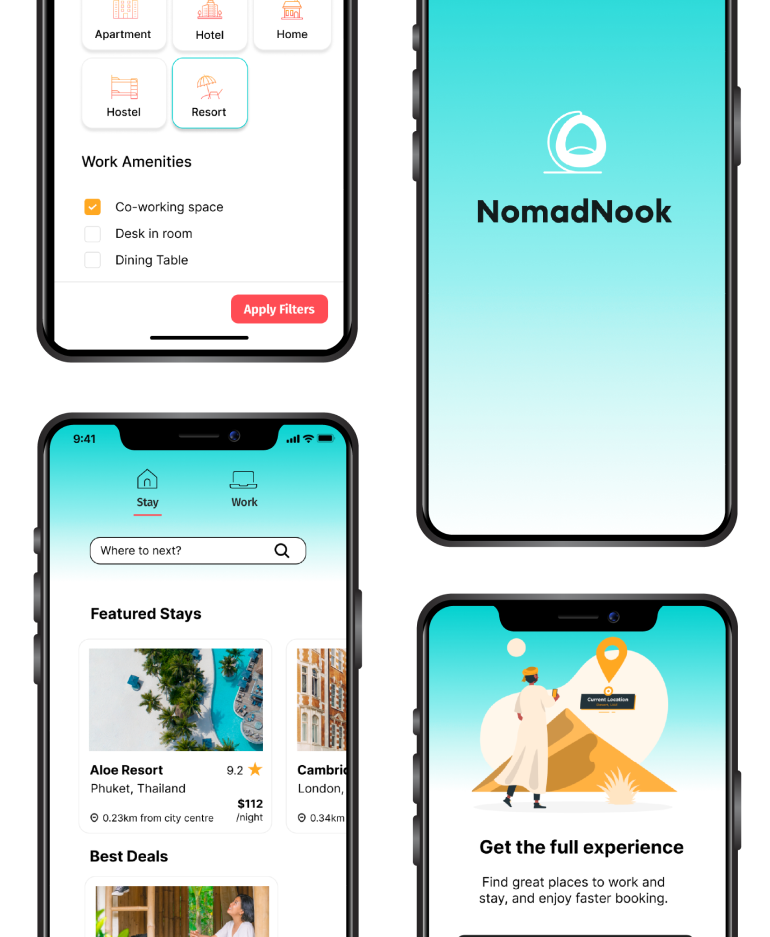 Apartment
Hotel
Home
Hostel
Resort
Work Amenities
Co-working space
Desk in room
Dining Table
Apply Filters
NomadNook
9:41
Stay
Work
Where to next?
Featured Stays
Aloe Resort
9.2
Phuket, Thailand
$112
0.23km from city centre
/night
Cambric
London,
0.34km
Best Deals
Current Location
Get the full experience
Find great places to work and
stay, and enjoy faster booking.